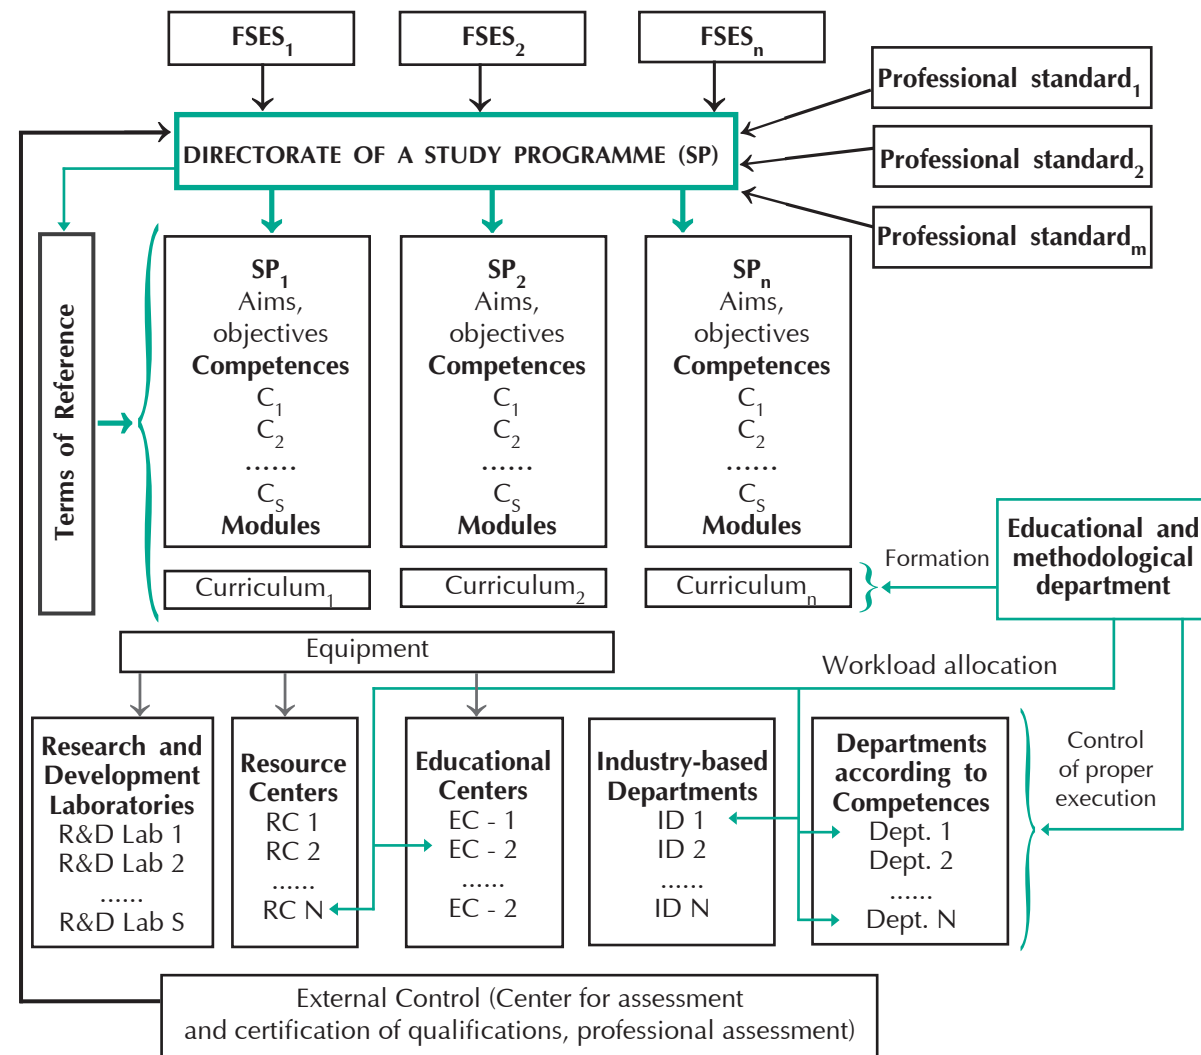 FSES₁
FSES₂
FSESₙ
Professional standard₁
Professional standard₂
Professional standardₘ
DIRECTORATE OF A STUDY PROGRAMME (SP)
Terms of Reference
SP₁
Aims,
objectives
Competences
C₁
C₂
......
Cₛ
Modules
SP₂
Aims,
objectives
Competences
C₁
C₂
......
Cₛ
Modules
SPₙ
Aims,
objectives
Competences
C₁
C₂
......
Cₛ
Modules
Curriculum₁
Curriculum₂
Curriculumₙ
Formation
Educational and
methodological
department
Equipment
Workload allocation
Research and
Development
Laboratories
R&D Lab 1
R&D Lab 2
......
R&D Lab S
Resource
Centers
RC 1
RC 2
......
RC N
Educational
Centers
EC - 1
EC - 2
......
EC - 2
Industry-based
Departments
ID 1
ID 2
......
ID N
Departments
according to
Competences
Dept. 1
Dept. 2
......
Dept. N
Control
of proper
execution
External Control (Center for assessment
and certification of qualifications, professional assessment)